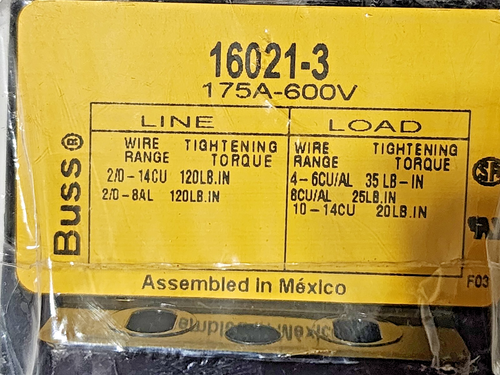 16021-3
175A-600V
Buss®
LINE
WIRE RANGE TIGHTENING TORQUE
2/0-14CU 120LB.IN
2/0-8AL 120LB.IN
LOAD
WIRE RANGE TIGHTENING TORQUE
4-6CU/AL 35 LB-IN
8CU/AL 25LB.IN
10-14CU 20LB.IN
Assembled in México
F03